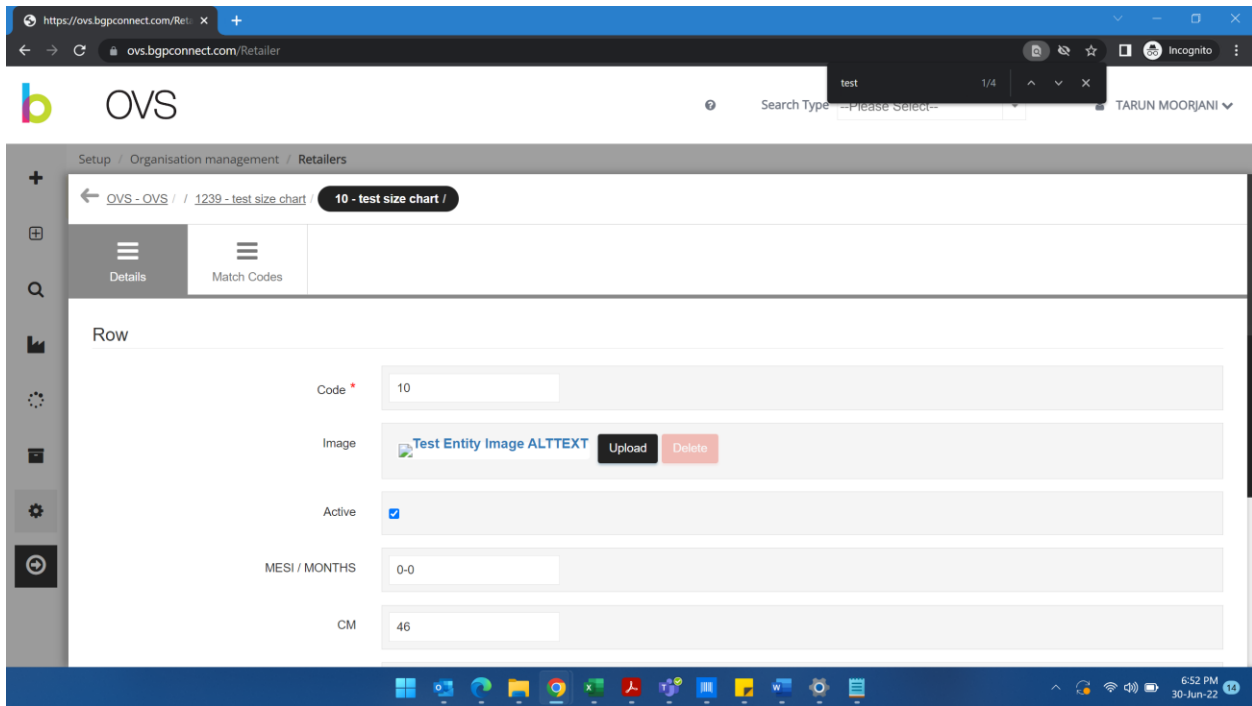 https://ovs.bgpconnect.com/Reta
ovs.bgpconnect.com/Retailer
Incognito
test 1/4
b OVS
Search Type --Please Select--
TARUN MOORJANI
Setup / Organisation management / Retailers
OVS - OVS / / 1239 - test size chart / 10 - test size chart /
Details
Match Codes
Row
Code * 10
Image Test Entity Image ALTTEXT Upload Delete
Active
MESI / MONTHS 0-0
CM 46
6:52 PM
30-Jun-22
14